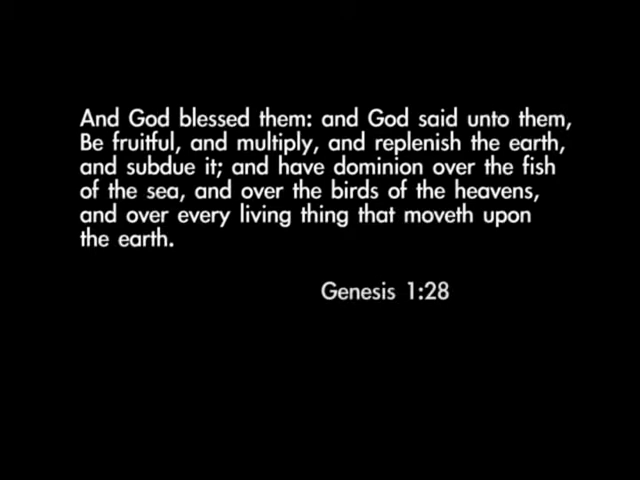 And God blessed them: and God said unto them,
Be fruitful, and multiply, and replenish the earth,
and subdue it; and have dominion over the fish
of the sea, and over the birds of the heavens,
and over every living thing that moveth upon
the earth.
Genesis 1:28